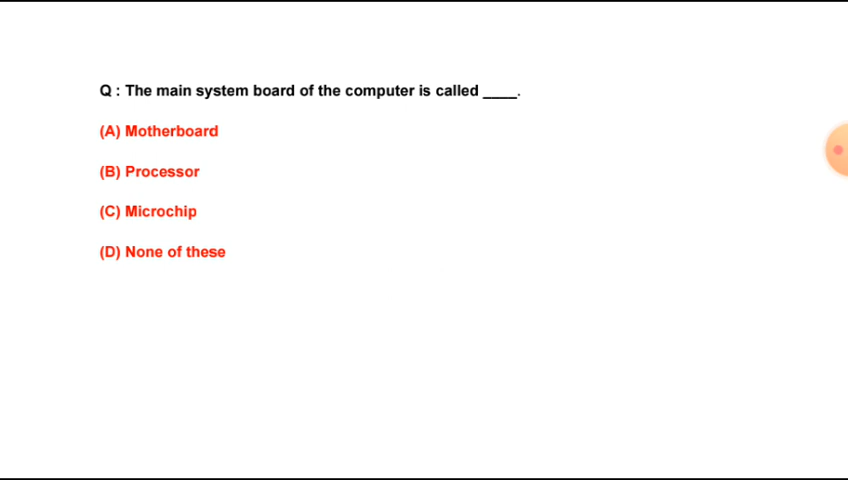 Q : The main system board of the computer is called ____.
(A) Motherboard
(B) Processor
(C) Microchip
(D) None of these